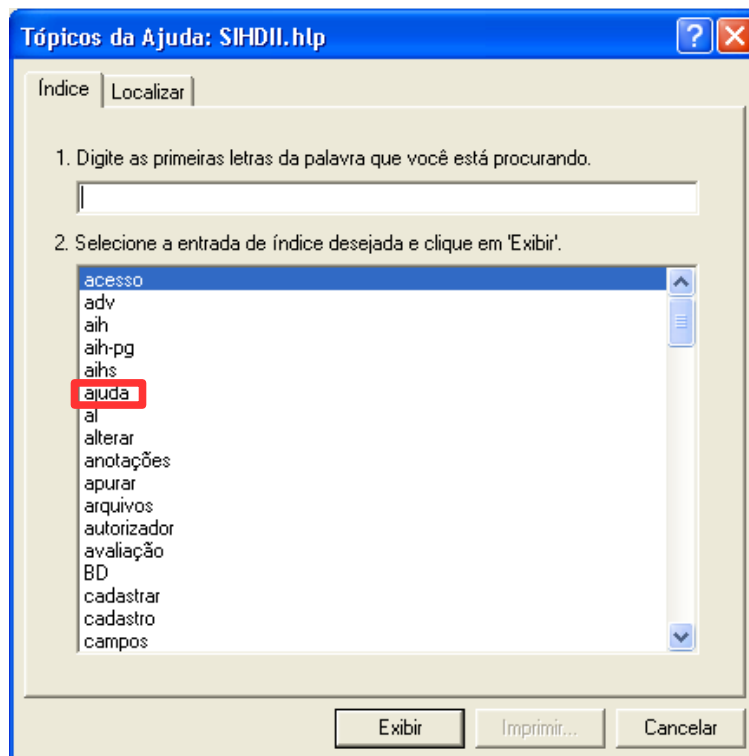 Tópicos da Ajuda: SIHDII.hlp
Índice
Localizar
1. Digite as primeiras letras da palavra que você está procurando.
2. Selecione a entrada de índice desejada e clique em 'Exibir'.
acesso
adv
aih
aih-pg
aihs
ajuda
al
alterar
anotações
apurar
arquivos
autorizador
avaliação
BD
cadastrar
cadastro
campos
Exibir
Imprimir...
Cancelar